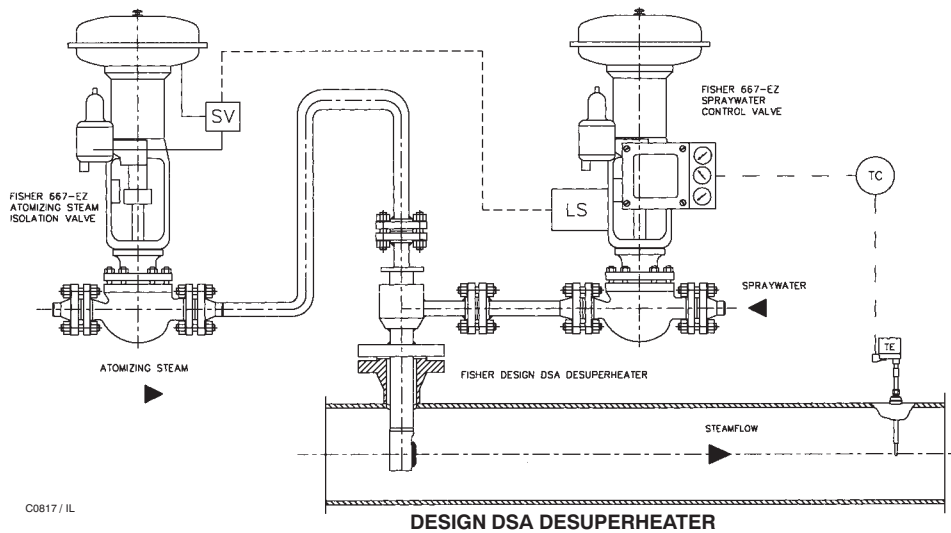 SV
FISHER 667-EZ
SPRAYWATER
CONTROL VALVE
TC
FISHER 667-EZ
ATOMIZING STEAM
ISOLATION VALVE
LS
SPRAYWATER
TE
ATOMIZING STEAM
FISHER DESIGN DSA DESUPERHEATER
STEAMFLOW
C0817 / IL
DESIGN DSA DESUPERHEATER